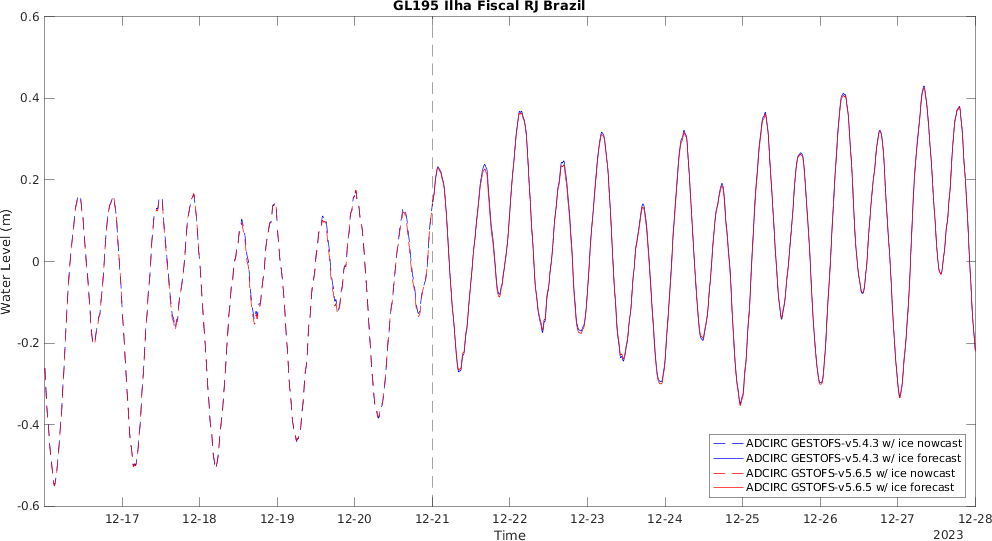 GL195 Ilha Fiscal RJ Brazil
0.6
0.4
0.2
0
-0.2
-0.4
-0.6
Water Level (m)
12-17 12-18 12-19 12-20 12-21 12-22 12-23 12-24 12-25 12-26 12-27 12-28
Time
2023
ADCIRC GESTOFS-v5.4.3 w/ ice nowcast
ADCIRC GESTOFS-v5.4.3 w/ ice forecast
ADCIRC GSTOFS-v5.6.5 w/ ice nowcast
ADCIRC GSTOFS-v5.6.5 w/ ice forecast